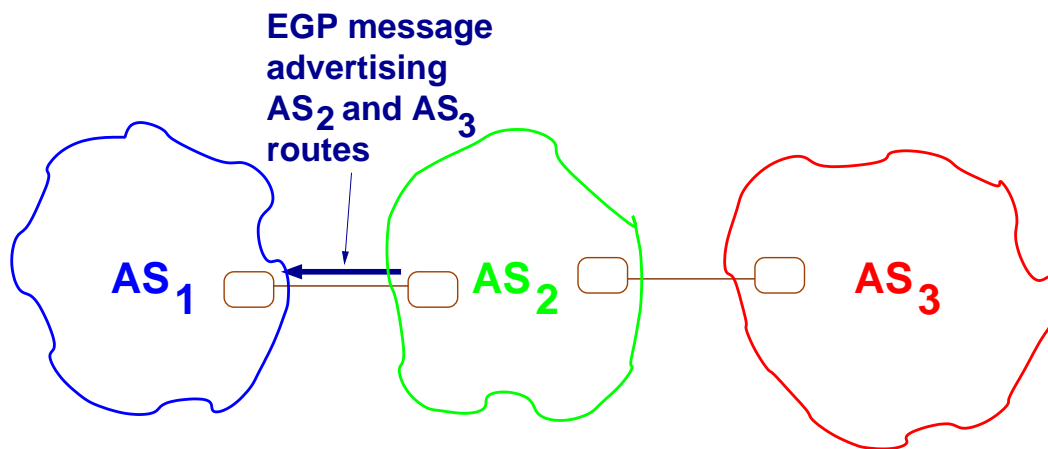 EGP message
advertising
AS2 and AS3
routes
AS1
AS2
AS3